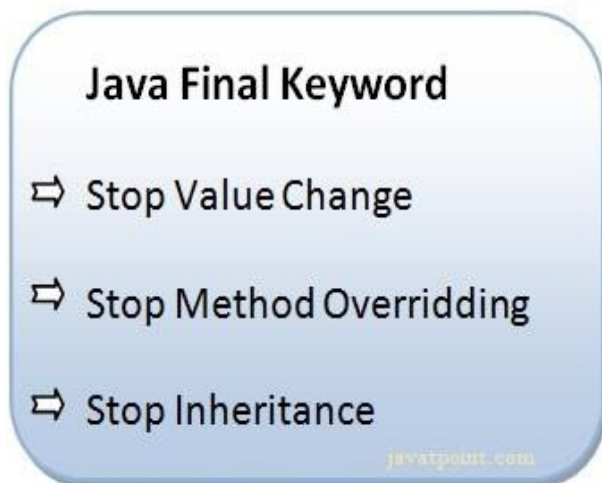 Java Final Keyword
Stop Value Change
Stop Method Overridding
Stop Inheritance
javatpoint.com